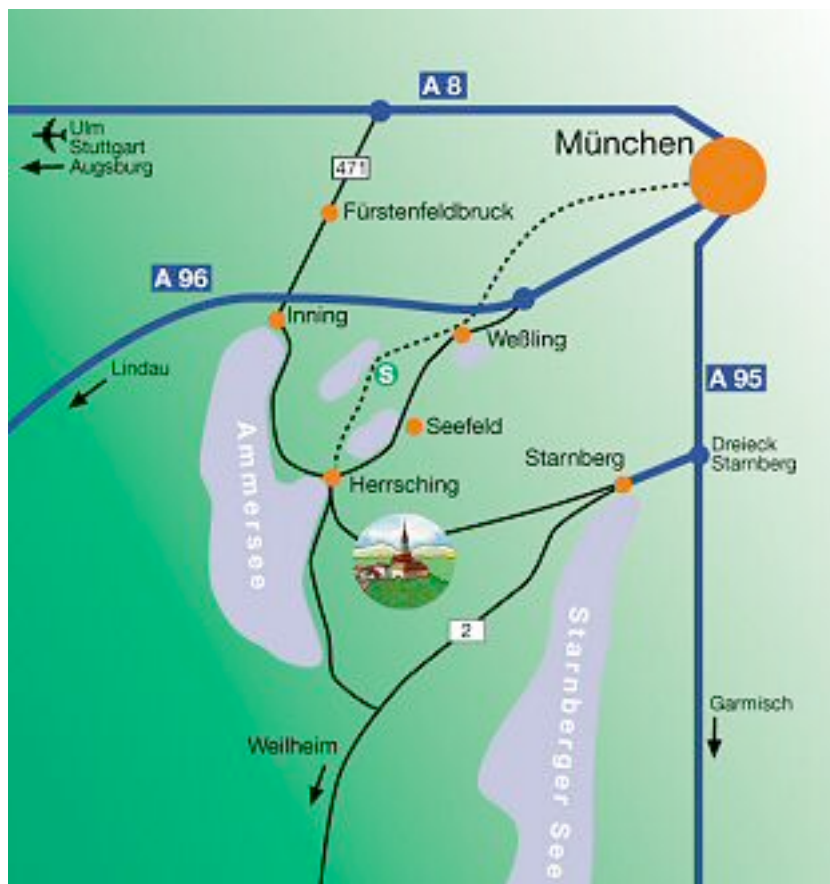 A 8
Ulm
Stuttgart
Augsburg
München
471
Fürstenfeldbruck
A 96
Inning
Weßling
Lindau
S
A 95
Ammersee
Seefeld
Starnberg
Dreieck
Starnberg
Herrsching
2
Starnberger See
Garmisch
Weilheim